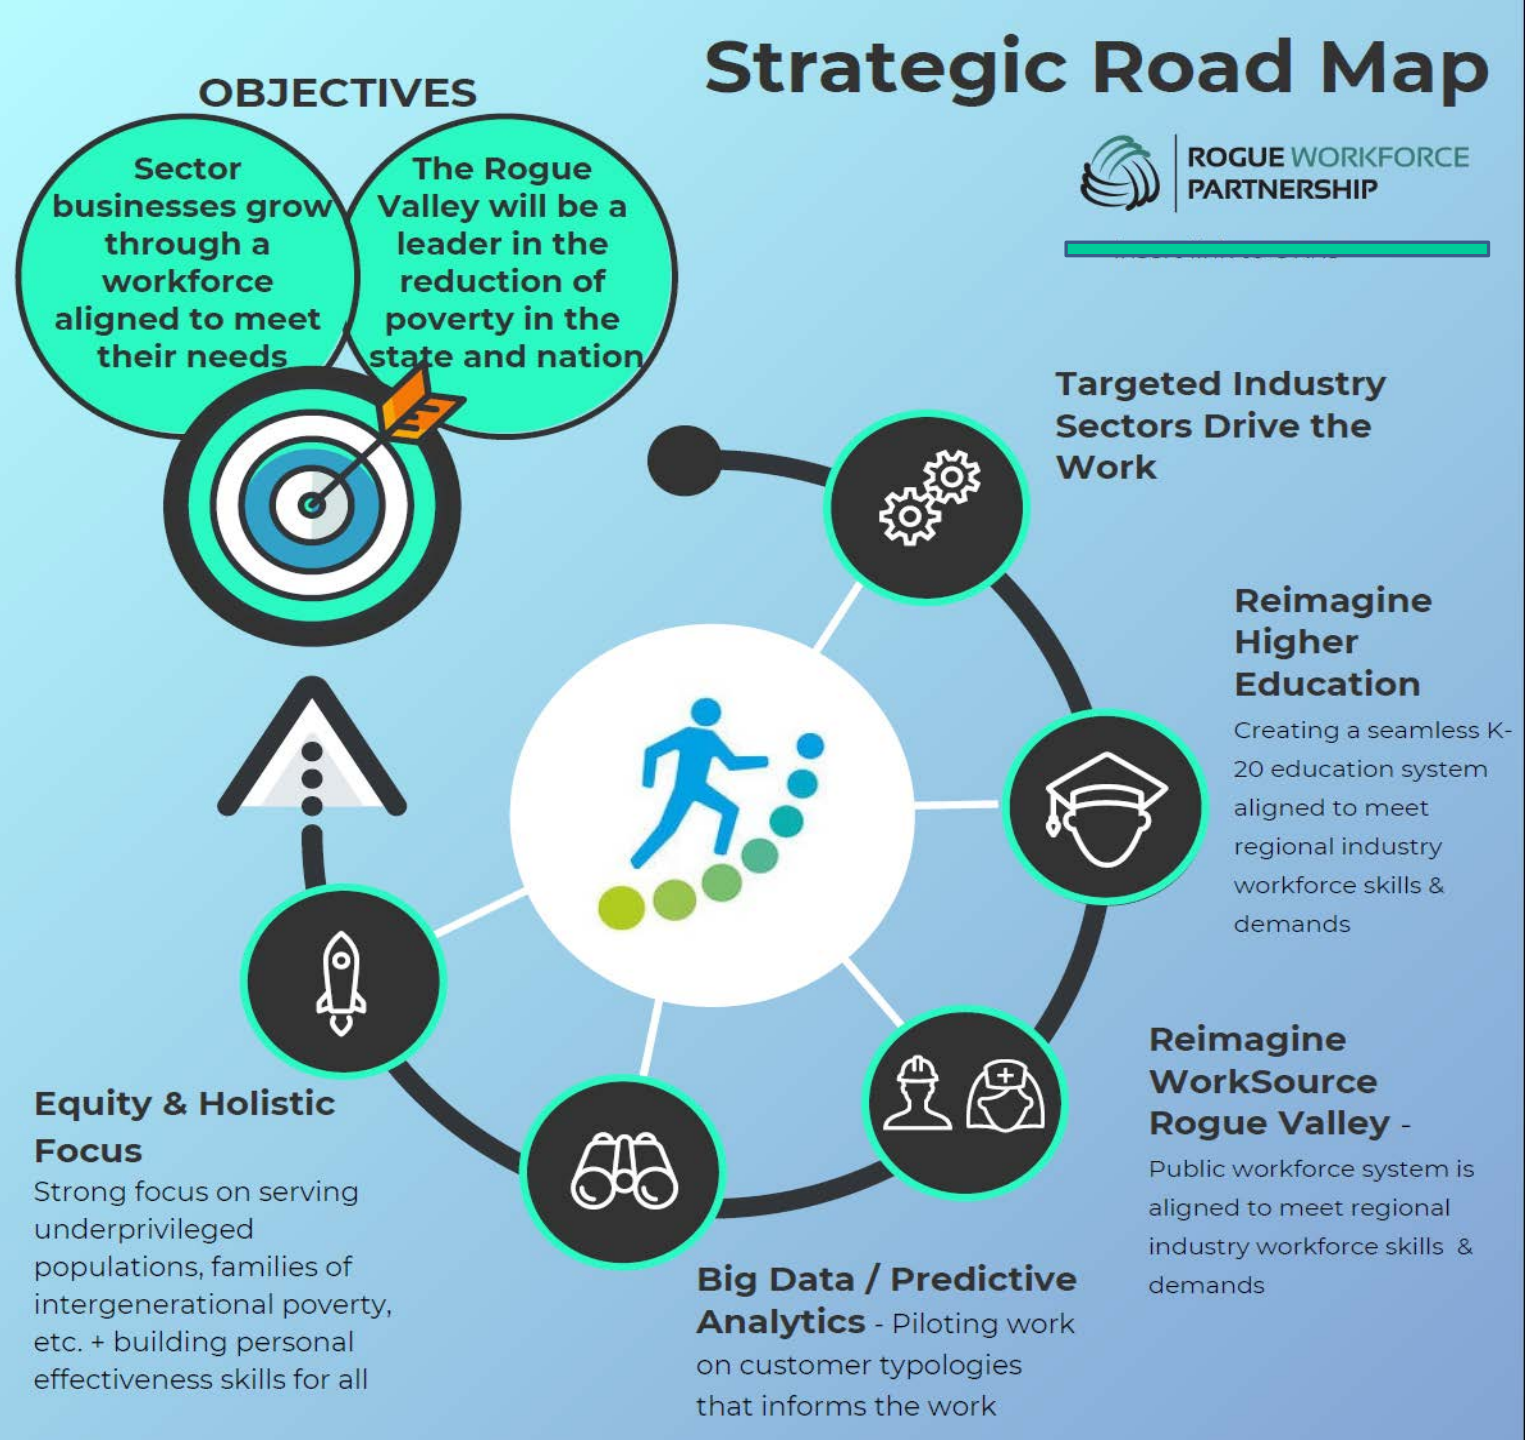 Strategic Road Map
ROGUE WORKFORCE
PARTNERSHIP
OBJECTIVES
Sector
businesses grow
through a
workforce
aligned to meet
their needs
The Rogue
Valley will be a
leader in the
reduction of
poverty in the
state and nation
Targeted Industry
Sectors Drive the
Work
Reimagine
Higher
Education
Creating a seamless K-
20 education system
aligned to meet
regional industry
workforce skills &
demands
Reimagine
WorkSource
Rogue Valley -
Public workforce system is
aligned to meet regional
industry workforce skills &
demands
Big Data / Predictive
Analytics - Piloting work
on customer typologies
that informs the work
Equity & Holistic
Focus
Strong focus on serving
underprivileged
populations, families of
intergenerational poverty,
etc. + building personal
effectiveness skills for all